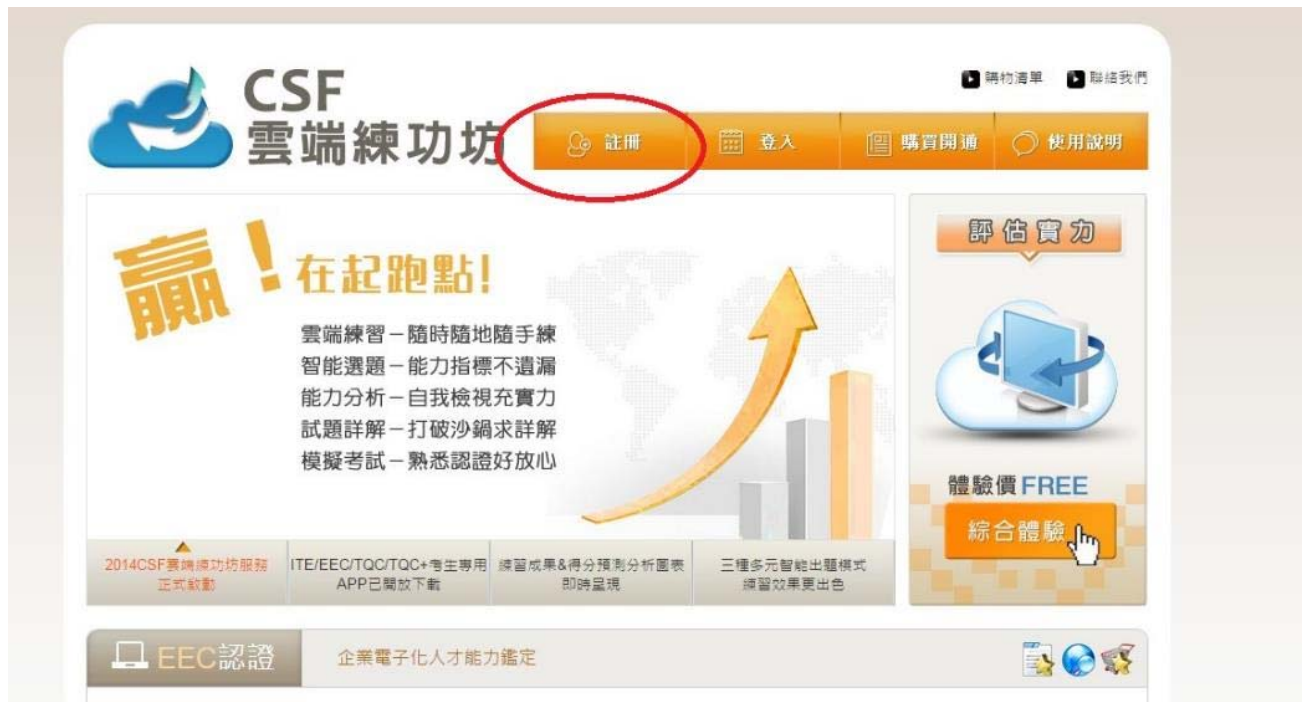 CSF
雲端練功坊
購物清單
聯絡我們
註冊
登入
購買開通
使用說明
贏!
在起跑點!
雲端練習－隨時隨地隨手練
智能選題－能力指標不遺漏
能力分析－自我檢視充實力
試題詳解－打破沙鍋求詳解
模擬考試－熟悉認證好放心
評估實力
體驗價FREE
綜合體驗
2014CSF雲端練功坊服務
正式啟動
ITE/EEC/TQC/TQC+考生專用
APP已開放下載
練習成果&得分預測分析圖表
即時呈現
三種多元智能出題模式
練習效果更出色
EEC認證
企業電子化人才能力鑑定